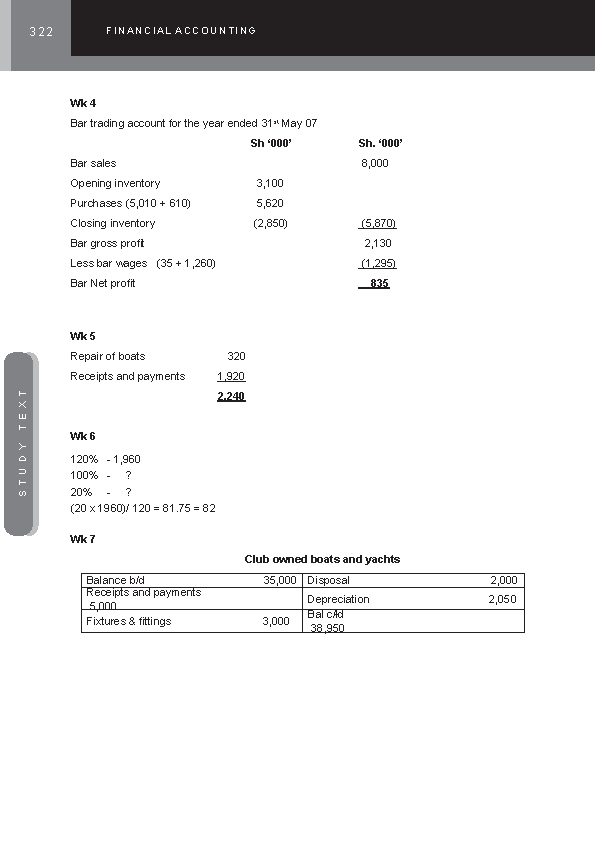 322
FINANCIAL ACCOUNTING
Wk 4
Bar trading account for the year ended 31st May 07
Sh ‘000’ Sh. ‘000’
Bar sales 8,000
Opening inventory 3,100
Purchases (5,010 + 610) 5,620
Closing inventory (2,850) (5,870)
Bar gross profit 2,130
Less bar wages (35 + 1,260) (1,295)
Bar Net profit 835
Wk 5
Repair of boats 320
Receipts and payments 1,920
2,240
Wk 6
120% - 1,960
100% - ?
20% - ?
(20 x 1960)/ 120 = 81.75 = 82
Wk 7
Club owned boats and yachts
Balance b/d 35,000 Disposal 2,000
Receipts and payments
5,000 Depreciation 2,050
Fixtures & fittings 3,000 Bal c/d
38,950
STUDY TEXT